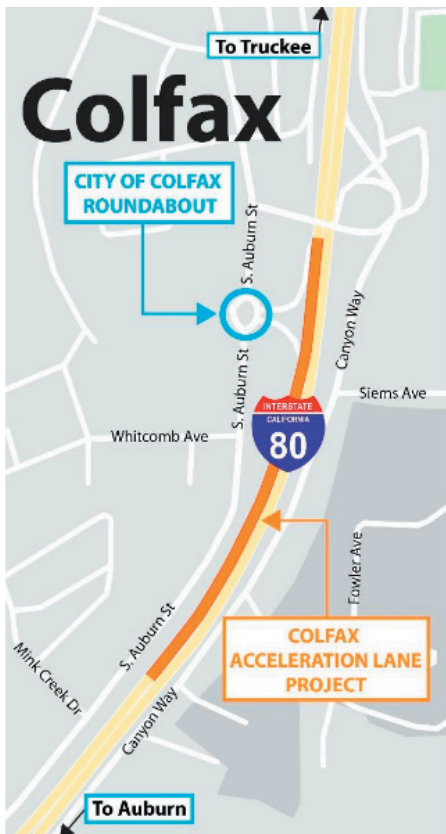 To Truckee
Colfax
CITY OF COLFAX
ROUNDABOUT
S. Auburn St
Canyon Way
S. Auburn St
Siems Ave
INTERSTATE
CALIFORNIA
80
Whitcomb Ave
Fowler Ave
S. Auburn St
COLFAX
ACCELERATION LANE
PROJECT
Mink Creek Dr
Canyon Way
To Auburn